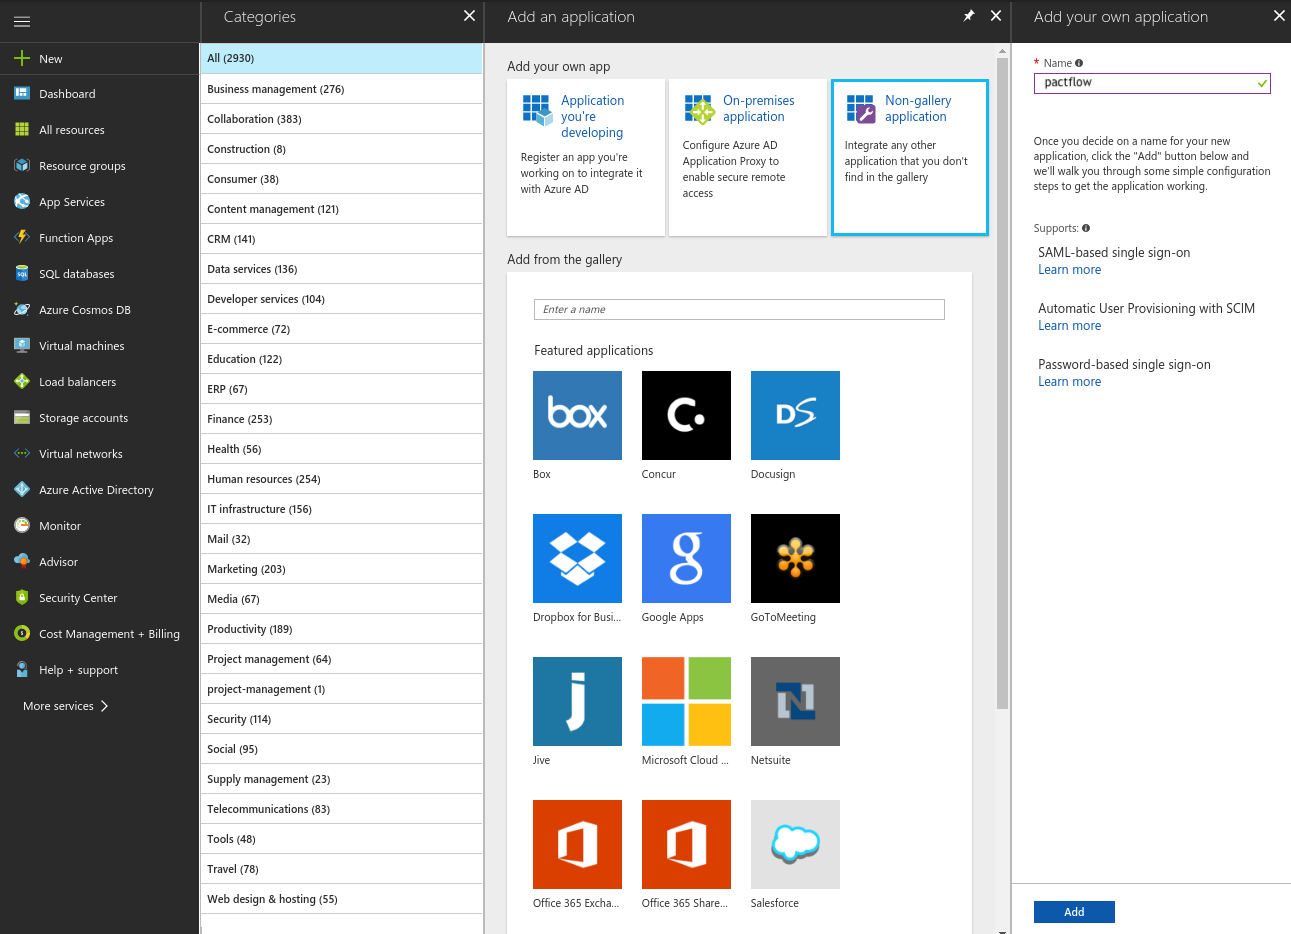 New
Dashboard
All resources
Resource groups
App Services
Function Apps
SQL databases
Azure Cosmos DB
Virtual machines
Load balancers
Storage accounts
Virtual networks
Azure Active Directory
Monitor
Advisor
Security Center
Cost Management + Billing
Help + support
More services
Categories
All (2930)
Business management (276)
Collaboration (383)
Construction (8)
Consumer (38)
Content management (121)
CRM (141)
Data services (136)
Developer services (104)
E-commerce (72)
Education (122)
ERP (67)
Finance (253)
Health (56)
Human resources (254)
IT infrastructure (156)
Mail (32)
Marketing (203)
Media (67)
Productivity (189)
Project management (64)
project-management (1)
Security (114)
Social (95)
Supply management (23)
Telecommunications (83)
Tools (48)
Travel (78)
Web design & hosting (55)
Add an application
Add your own app
Application
you're
developing
Register an app you're
working on to integrate it
with Azure AD
On-premises
application
Configure Azure AD
Application Proxy to
enable secure remote
access
Non-gallery
application
Integrate any other
application that you don't
find in the gallery
Add from the gallery
Enter a name
Featured applications
box
C.
DS
Box
Concur
Docusign
g
Dropbox for Busi...
Google Apps
GoToMeeting
j
N
Jive
Microsoft Cloud ...
Netsuite
Office 365 Excha...
Office 365 Share...
Salesforce
Add your own application
* Name
pactflow
Once you decide on a name for your new
application, click the "Add" button below and
we'll walk you through some simple configuration
steps to get the application working.
Supports:
SAML-based single sign-on
Learn more
Automatic User Provisioning with SCIM
Learn more
Password-based single sign-on
Learn more
Add